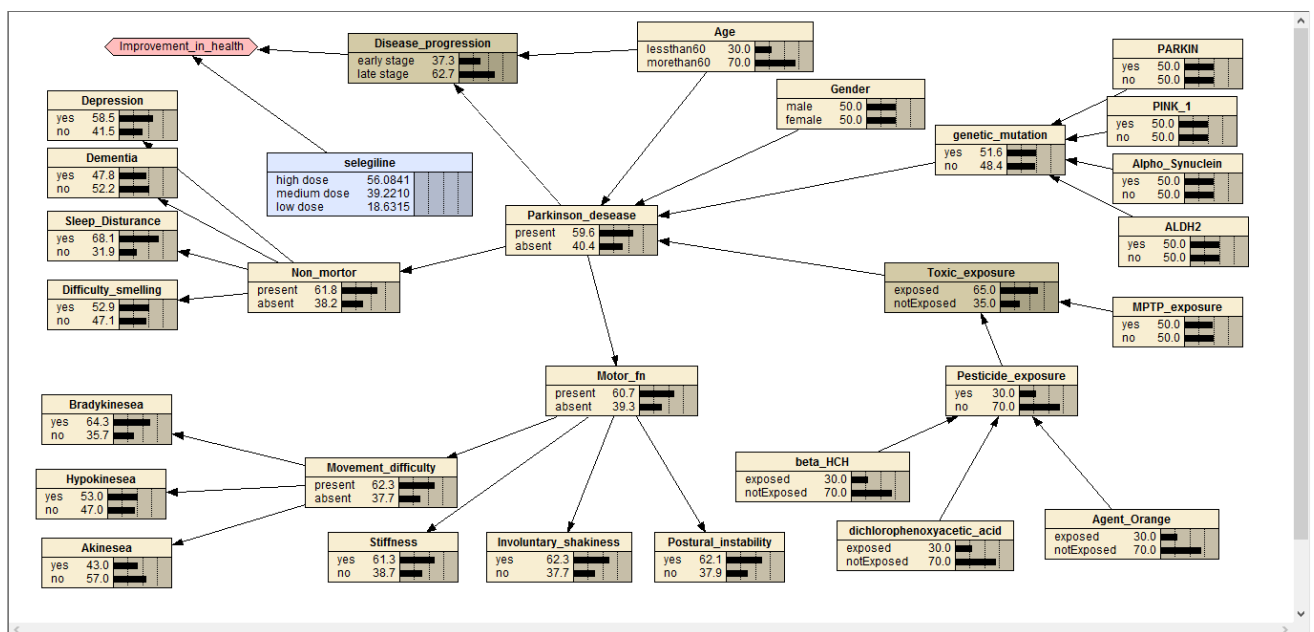 Improvement_in_health
Disease_progression
early stage 37.3
late stage 62.7
Age
lessthan60 30.0
morethan60 70.0
PARKIN
yes 50.0
no 50.0
Depression
yes 58.5
no 41.5
Gender
male 50.0
female 50.0
PINK_1
yes 50.0
no 50.0
genetic_mutation
yes 51.6
no 48.4
Dementia
yes 47.8
no 52.2
selegiline
high dose 56.0841
medium dose 39.2210
low dose 18.6315
Alpho_Synuclein
yes 50.0
no 50.0
Sleep_Disturance
yes 68.1
no 31.9
Parkinson_desease
present 59.6
absent 40.4
ALDH2
yes 50.0
no 50.0
Non_mortor
present 61.8
absent 38.2
Toxic_exposure
exposed 65.0
notExposed 35.0
Difficulty_smelling
yes 52.9
no 47.1
MPTP_exposure
yes 50.0
no 50.0
Motor_fn
present 60.7
absent 39.3
Pesticide_exposure
yes 30.0
no 70.0
Bradykinesea
yes 64.3
no 35.7
Movement_difficulty
present 62.3
absent 37.7
beta_HCH
exposed 30.0
notExposed 70.0
Hypokinesea
yes 53.0
no 47.0
Agent_Orange
exposed 30.0
notExposed 70.0
dichlorophenoxyacetic_acid
exposed 30.0
notExposed 70.0
Akinesea
yes 43.0
no 57.0
Stiffness
yes 61.3
no 38.7
Involuntary_shakiness
yes 62.3
no 37.7
Postural_instability
yes 62.1
no 37.9